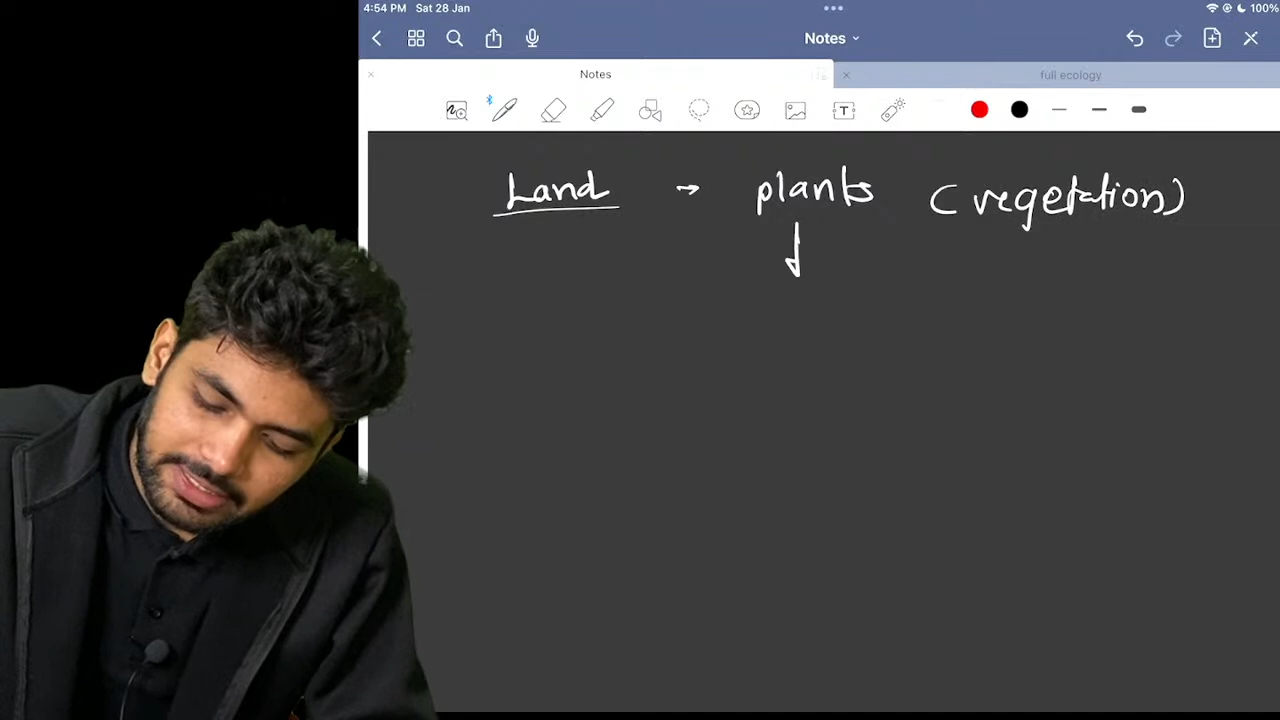 4:54 PM Sat 28 Jan
100%
Notes
Notes
full ecology
T
Land → plants (vegetation)
↓